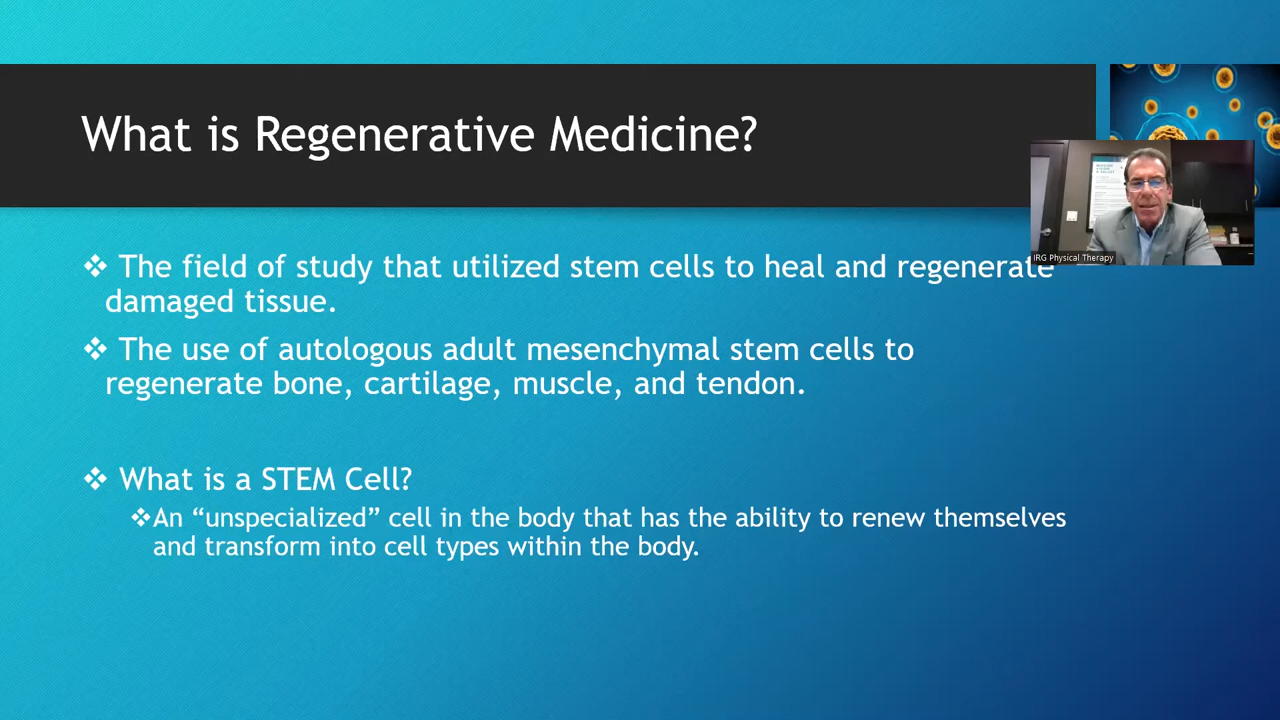 What is Regenerative Medicine?
❖ The field of study that utilized stem cells to heal and regenerate
damaged tissue.
❖ The use of autologous adult mesenchymal stem cells to
regenerate bone, cartilage, muscle, and tendon.
❖ What is a STEM Cell?
❖An “unspecialized” cell in the body that has the ability to renew themselves
and transform into cell types within the body.
IRG Physical Therapy